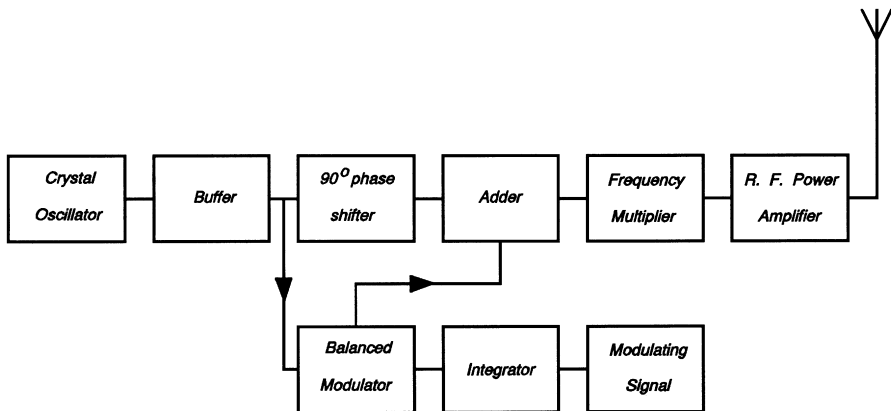 Crystal
Oscillator
Buffer
90° phase
shifter
Adder
Frequency
Multiplier
R. F. Power
Amplifier
Balanced
Modulator
Integrator
Modulating
Signal